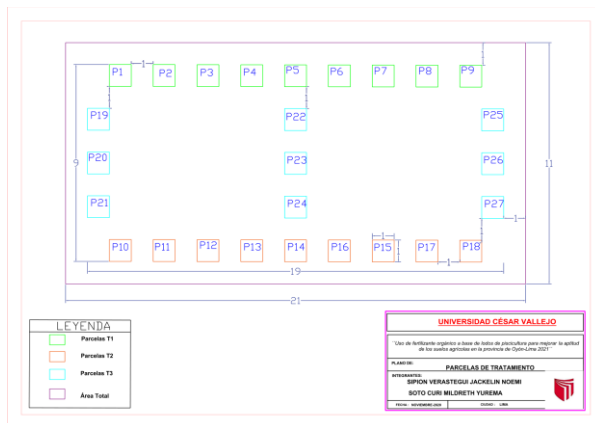 P1 1 P2 P3 P4 P5 P6 P7 P8 P9
P19 P22 P25
9 P20 P23 P26 11
P21 P24 P27
1
1
P10 P11 P12 P13 P14 P16 P15 P17 P18
1
19
21
LEYENDA
Parcelas T1
Parcelas T2
Parcelas T3
Área Total
UNIVERSIDAD CÉSAR VALLEJO
PLANO DE:
PARCELAS DE TRATAMIENTO
INTEGRANTES:
SIPION VERASTEGUI JACKELIN NOEMI
SOTO CURI MILDRETH YUREMA
¨Uso de fertilizante orgánico a base de lodos de piscicultura para mejorar la aptitud
de los suelos agrícolas en la provincia de Oyón-Lima 2021¨
LIMA